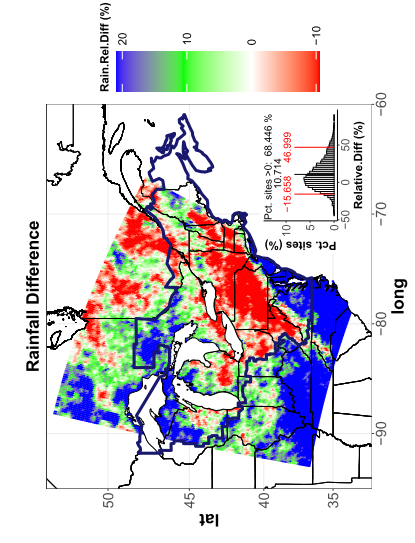 Rainfall Difference
Rain.Rel.Diff (%)
20
10
0
−10
50
45
40
35
lat
−90
−80
−70
−60
long
Pct. sites >0: 68.446 %
10.714
−15.658 46.999
10
5
0
Pct. sites (%)
−50
0
50
Relative.Diff (%)